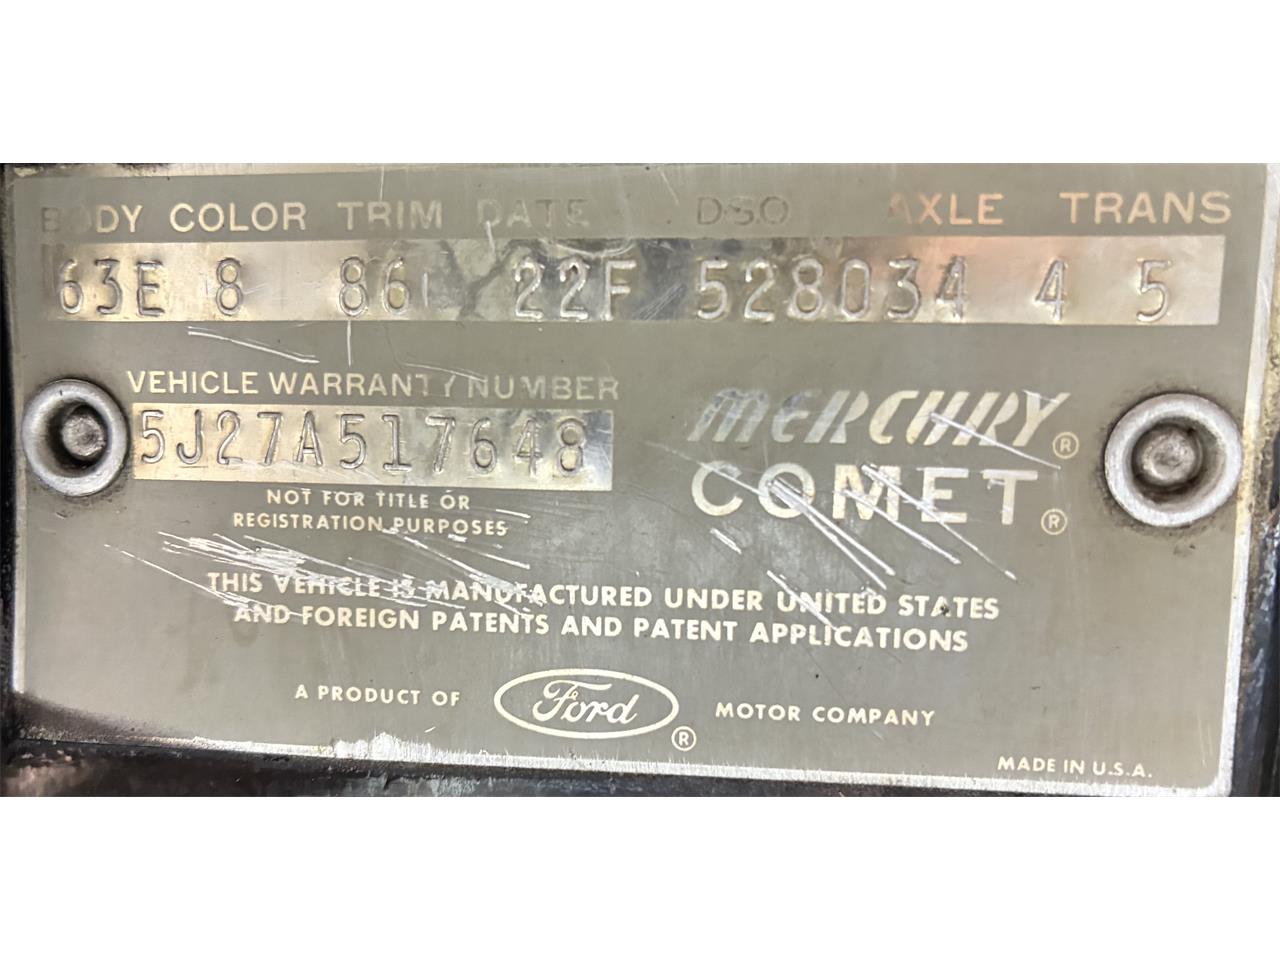 BODY COLOR TRIM DATE DSO AXLE TRANS
63E 8 86 22F 528034 4 5
VEHICLE WARRANTY NUMBER
5J27A517648
NOT FOR TITLE OR
REGISTRATION PURPOSES
MERCURY®
COMET®
THIS VEHICLE IS MANUFACTURED UNDER UNITED STATES
AND FOREIGN PATENTS AND PATENT APPLICATIONS
A PRODUCT OF Ford® MOTOR COMPANY
MADE IN U.S.A.